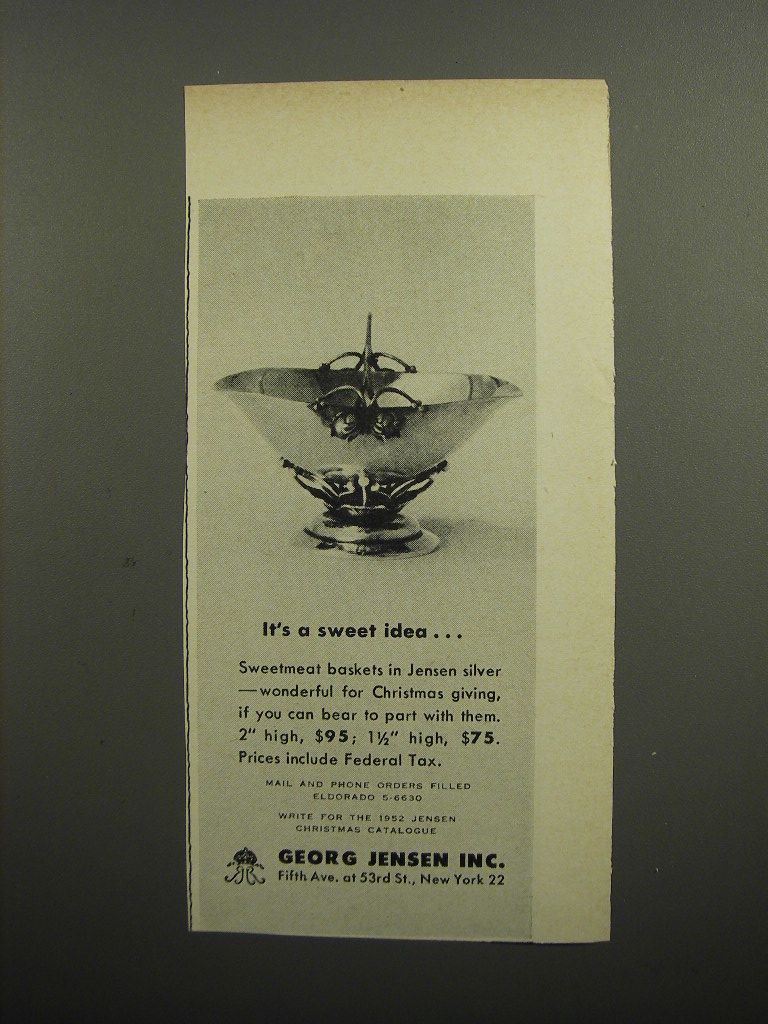 It's a sweet idea...
Sweetmeat baskets in Jensen silver
—wonderful for Christmas giving,
if you can bear to part with them.
2" high, $95; 1½" high, $75.
Prices include Federal Tax.
MAIL AND PHONE ORDERS FILLED
ELDORADO 5-6630
WRITE FOR THE 1952 JENSEN
CHRISTMAS CATALOGUE
GEORG JENSEN INC.
Fifth Ave. at 53rd St., New York 22